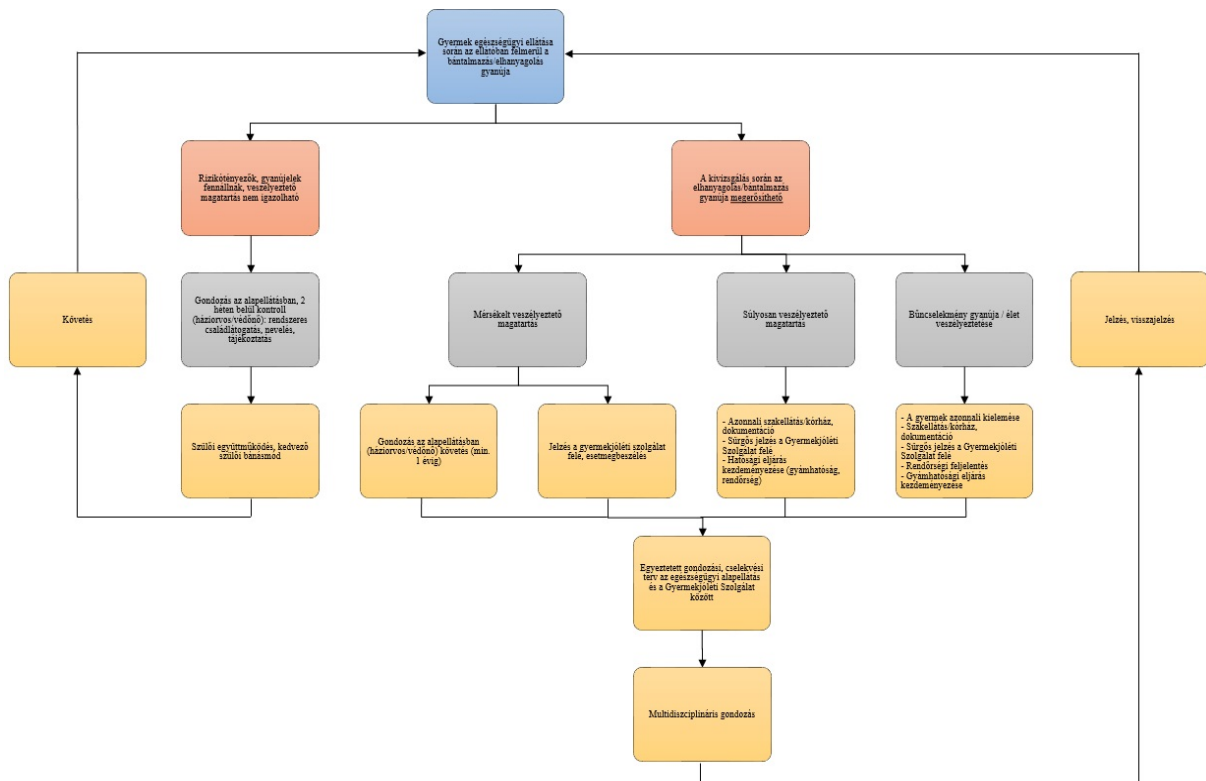 Gyermek egészségügyi ellátása
során az ellátóban felmerül a
bántalmazás/elhanyagolás
gyanúja
Rizikótényezők, gyanújelek
fennállnak, veszélyeztető
magatartás nem igazolható
A kivizsgálás során az
elhanyagolás/bántalmazás
gyanúja megerősíthető
Követés
Gondozás az alapellátásban, 2
héten belül kontroll
(háziorvos/védőnő): rendszeres
családlátogatás, nevelés,
tájékoztatás
Mérsékelt veszélyeztető
magatartás
Súlyosan veszélyeztető
magatartás
Bűncselekmény gyanúja / élet
veszélyeztetése
Jelzés, visszajelzés
Szülői együttműködés, kedvező
szülői bánásmód
Gondozás az alapellátásban
(háziorvos/védőnő) követés (min.
1 évig)
Jelzés a gyermekjóléti szolgálat
felé, esetmegbeszélés
- Azonnali szakellátás/kórház,
dokumentáció
- Sürgős jelzés a Gyermekjóléti
Szolgálat felé
- Hatósági eljárás
kezdeményezése (gyámhatóság,
rendőrség)
- A gyermek azonnali kiemelése
- Szakellátás/kórház,
dokumentáció
- Sürgős jelzés a Gyermekjóléti
Szolgálat felé
- Rendőrségi feljelentés
- Gyámhatósági eljárás
kezdeményezése
Egyeztetett gondozási, cselekvési
terv az egészségügyi alapellátás
és a Gyermekjóléti Szolgálat
között
Multidiszciplináris gondozás